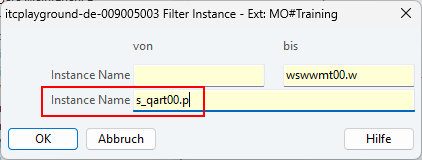 itcplayground-de-009005003 Filter Instance - Ext: MO#Training
von bis
Instance Name wswwmt00.w
Instance Name s_qart00.p
OK Abbruch Hilfe